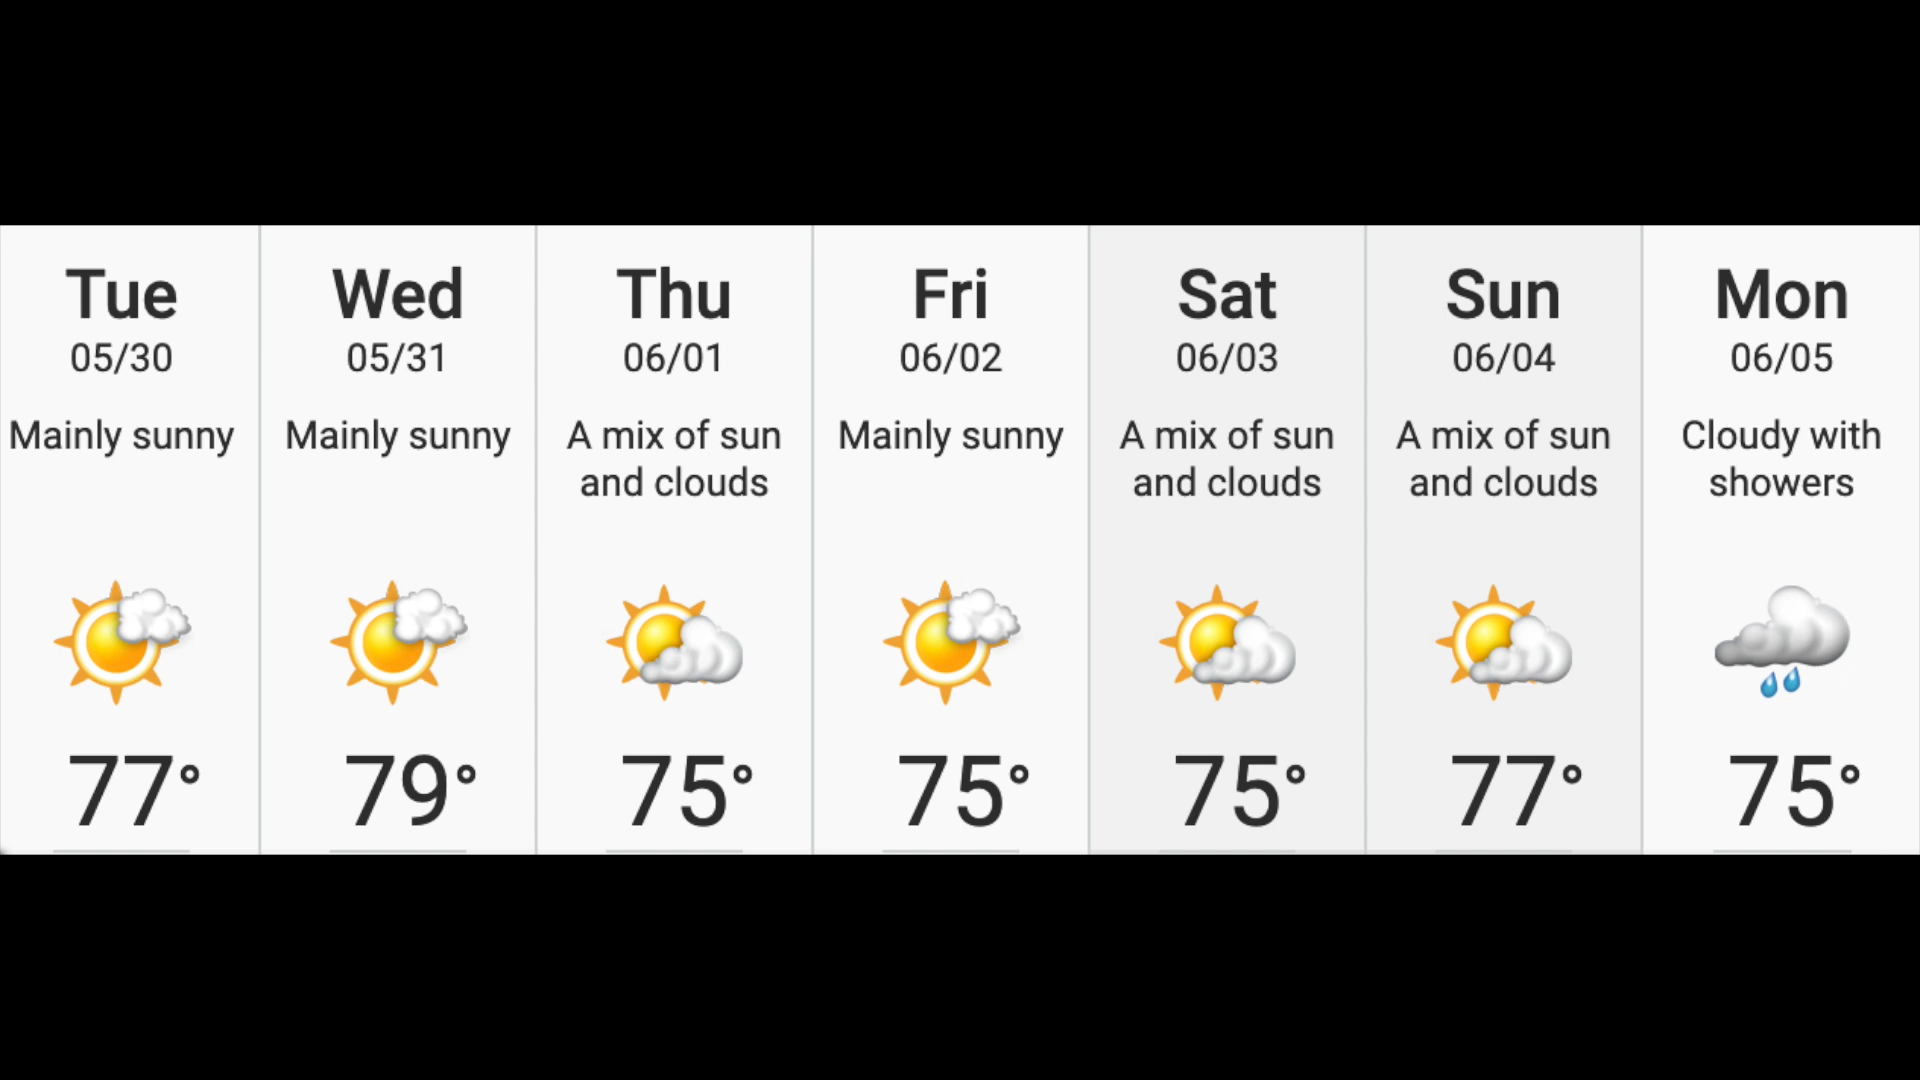 Tue
05/30
Mainly sunny
77°
Wed
05/31
Mainly sunny
79°
Thu
06/01
A mix of sun
and clouds
75°
Fri
06/02
Mainly sunny
75°
Sat
06/03
A mix of sun
and clouds
75°
Sun
06/04
A mix of sun
and clouds
77°
Mon
06/05
Cloudy with
showers
75°